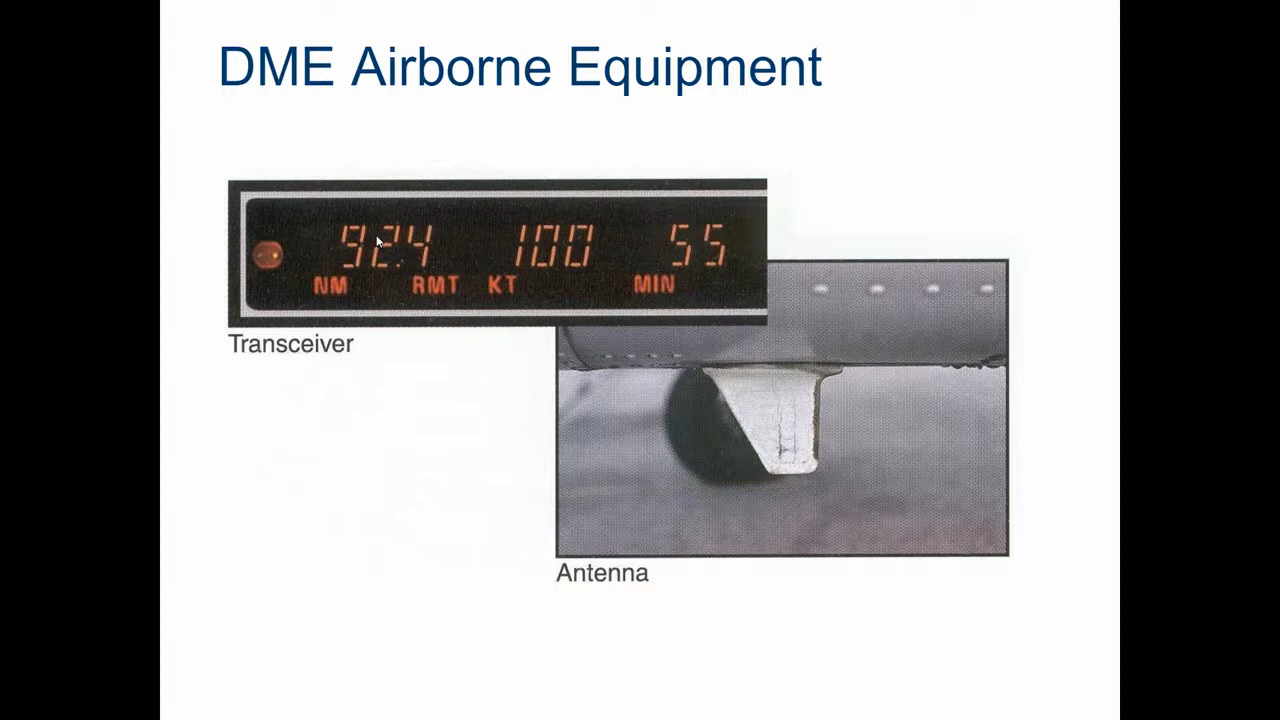 DME Airborne Equipment
92.4 100 55
NM RMT KT MIN
Transceiver
Antenna